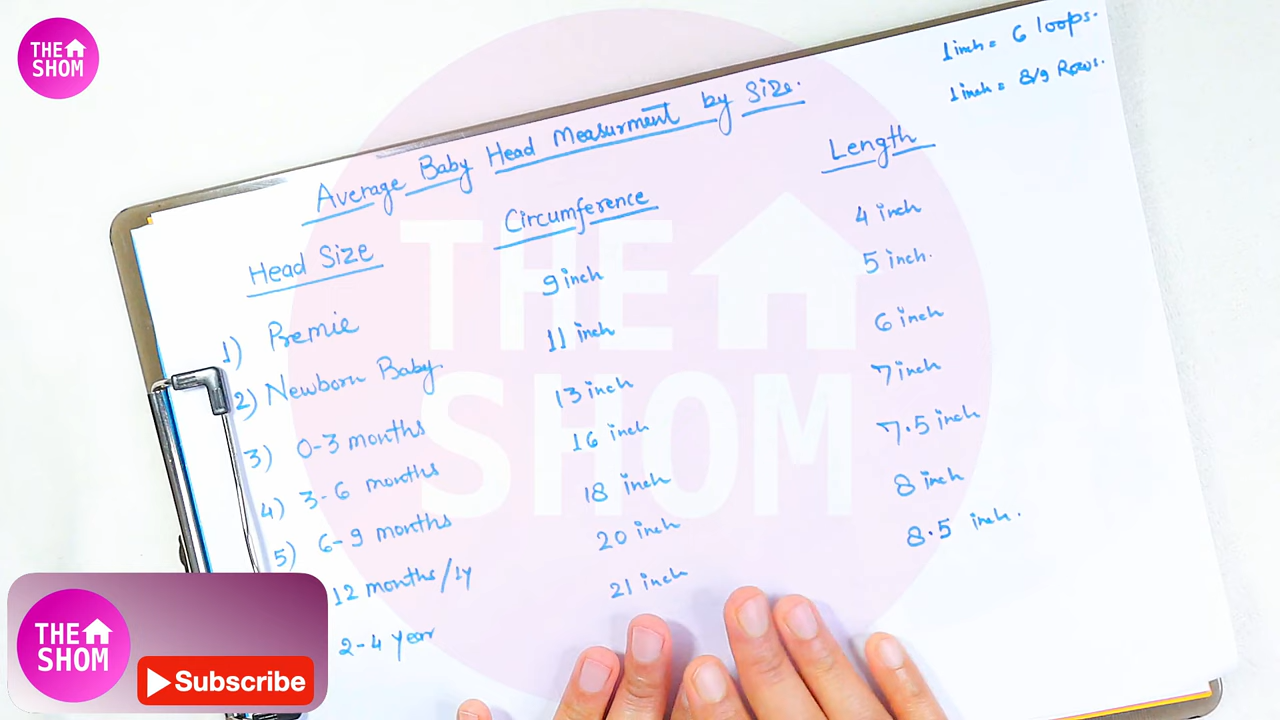 THE
SHOM
1 inch = 6 loops.
1 inch = 8/9 Rows.
Average Baby Head Measurment by Size.
Head Size Circumference Length
1) Premie 9 inch 4 inch
2) Newborn Baby 11 inch 5 inch.
3) 0-3 months 13 inch 6 inch
4) 3-6 months 16 inch 7 inch
5) 6-9 months 18 inch 7.5 inch
12 months/1y 20 inch 8 inch
2-4 year 21 inch 8.5 inch.
THE
SHOM
THE
SHOM
Subscribe